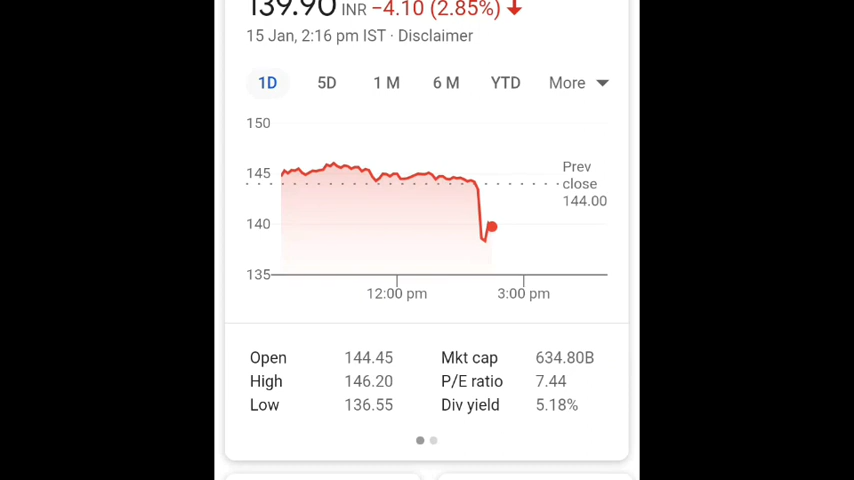 139.90 INR −4.10 (2.85%)
15 Jan, 2:16 pm IST · Disclaimer
1D 5D 1 M 6 M YTD More
150
145
140
135
Prev
close
144.00
12:00 pm 3:00 pm
Open 144.45 Mkt cap 634.80B
High 146.20 P/E ratio 7.44
Low 136.55 Div yield 5.18%